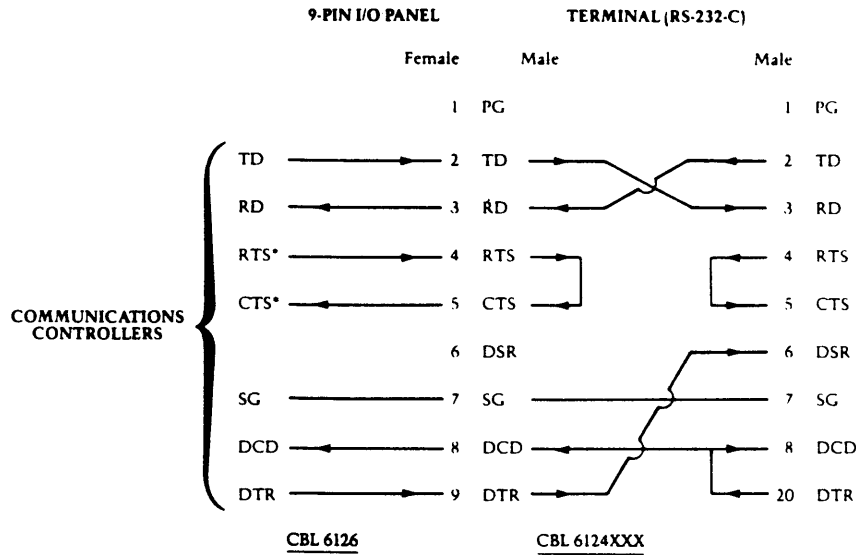 9-PIN I/O PANEL TERMINAL (RS-232-C)
Female Male Male
1 PG 1 PG
TD 2 TD 2 TD
RD 3 RD 3 RD
RTS* 4 RTS 4 RTS
CTS* 5 CTS 5 CTS
COMMUNICATIONS
CONTROLLERS
6 DSR 6 DSR
SG 7 SG 7 SG
DCD 8 DCD 8 DCD
DTR 9 DTR 20 DTR
CBL 6126 CBL 6124XXX